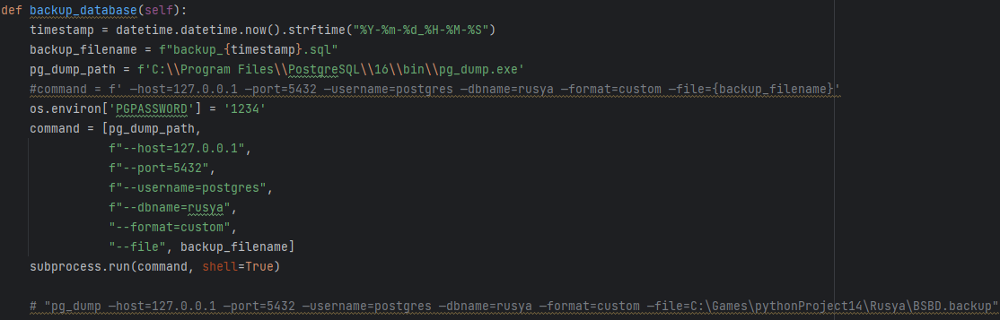 def backup_database(self):
    timestamp = datetime.datetime.now().strftime("%Y-%m-%d_%H-%M-%S")
    backup_filename = f"backup_{timestamp}.sql"
    pg_dump_path = f'C:\\Program Files\\PostgreSQL\\16\\bin\\pg_dump.exe'
    #command = f' —host=127.0.0.1 —port=5432 —username=postgres —dbname=rusya —format=custom —file={backup_filename}'
    os.environ['PGPASSWORD'] = '1234'
    command = [pg_dump_path,
               f"--host=127.0.0.1",
               f"--port=5432",
               f"--username=postgres",
               f"--dbname=rusya",
               "--format=custom",
               "--file", backup_filename]
    subprocess.run(command, shell=True)
    # "pg_dump —host=127.0.0.1 —port=5432 —username=postgres —dbname=rusya —format=custom —file=C:\Games\pythonProject14\Rusya\BSBD.backup"